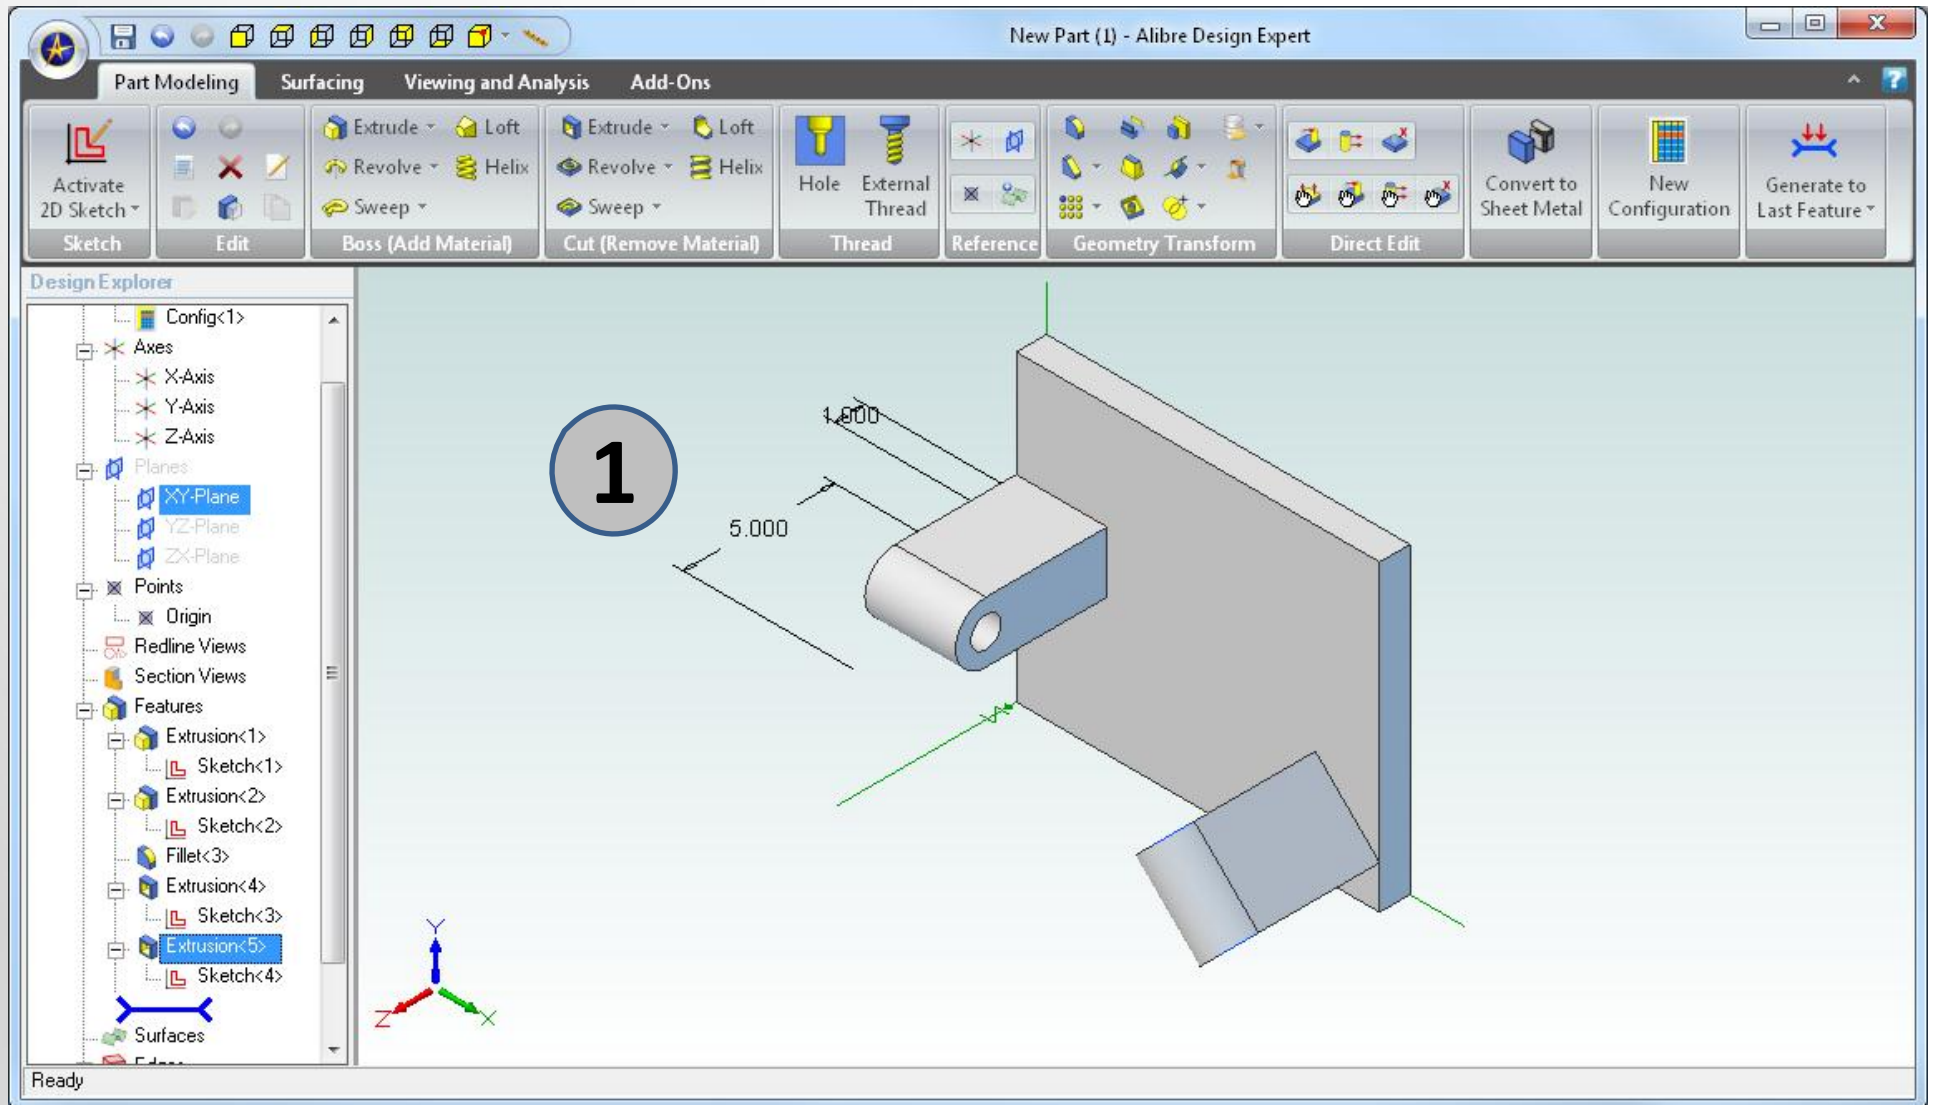 New Part (1) - Alibre Design Expert
Part Modeling Surfacing Viewing and Analysis Add-Ons
Activate
2D Sketch
Sketch
Edit
Extrude Loft
Revolve Helix
Sweep
Boss (Add Material)
Extrude Loft
Revolve Helix
Sweep
Cut (Remove Material)
Hole
External
Thread
Thread
Reference
Geometry Transform
Direct Edit
Convert to
Sheet Metal
New
Configuration
Generate to
Last Feature
Design Explorer
Config<1>
Axes
X-Axis
Y-Axis
Z-Axis
Planes
XY-Plane
YZ-Plane
ZX-Plane
Points
Origin
Redline Views
Section Views
Features
Extrusion<1>
Sketch<1>
Extrusion<2>
Sketch<2>
Fillet<3>
Extrusion<4>
Sketch<3>
Extrusion<5>
Sketch<4>
Surfaces
1
1.000
5.000
Y
Z
X
Ready